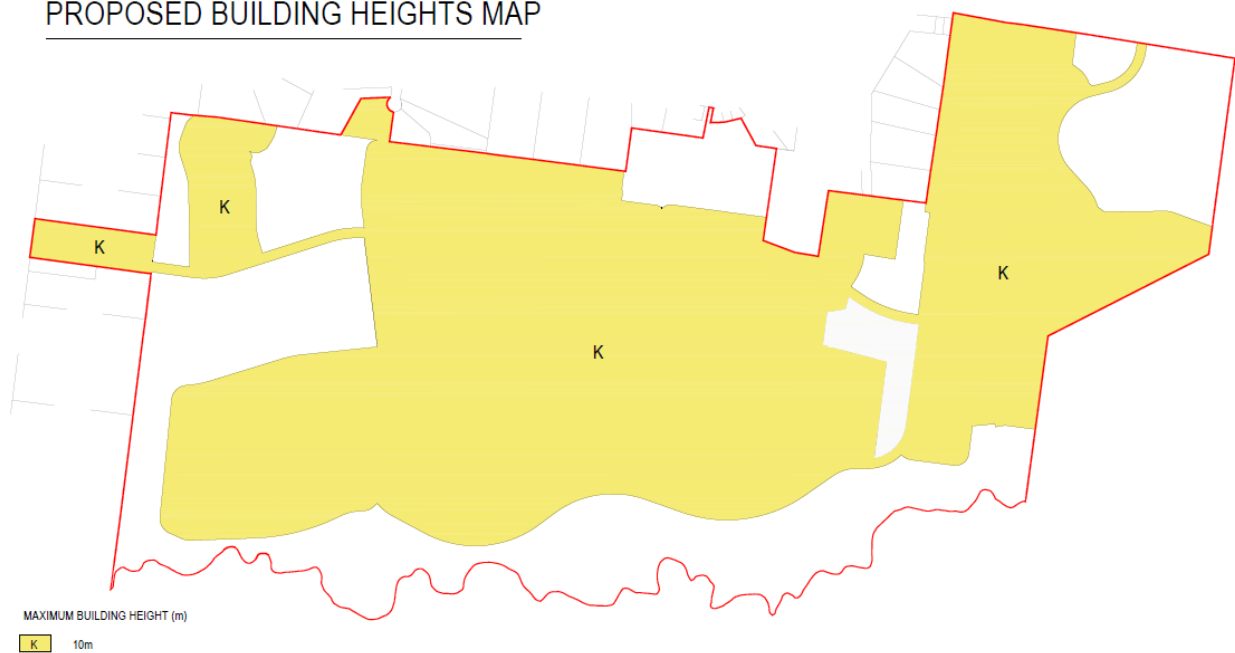 PROPOSED BUILDING HEIGHTS MAP
K
K
K
K
MAXIMUM BUILDING HEIGHT (m)
K 10m